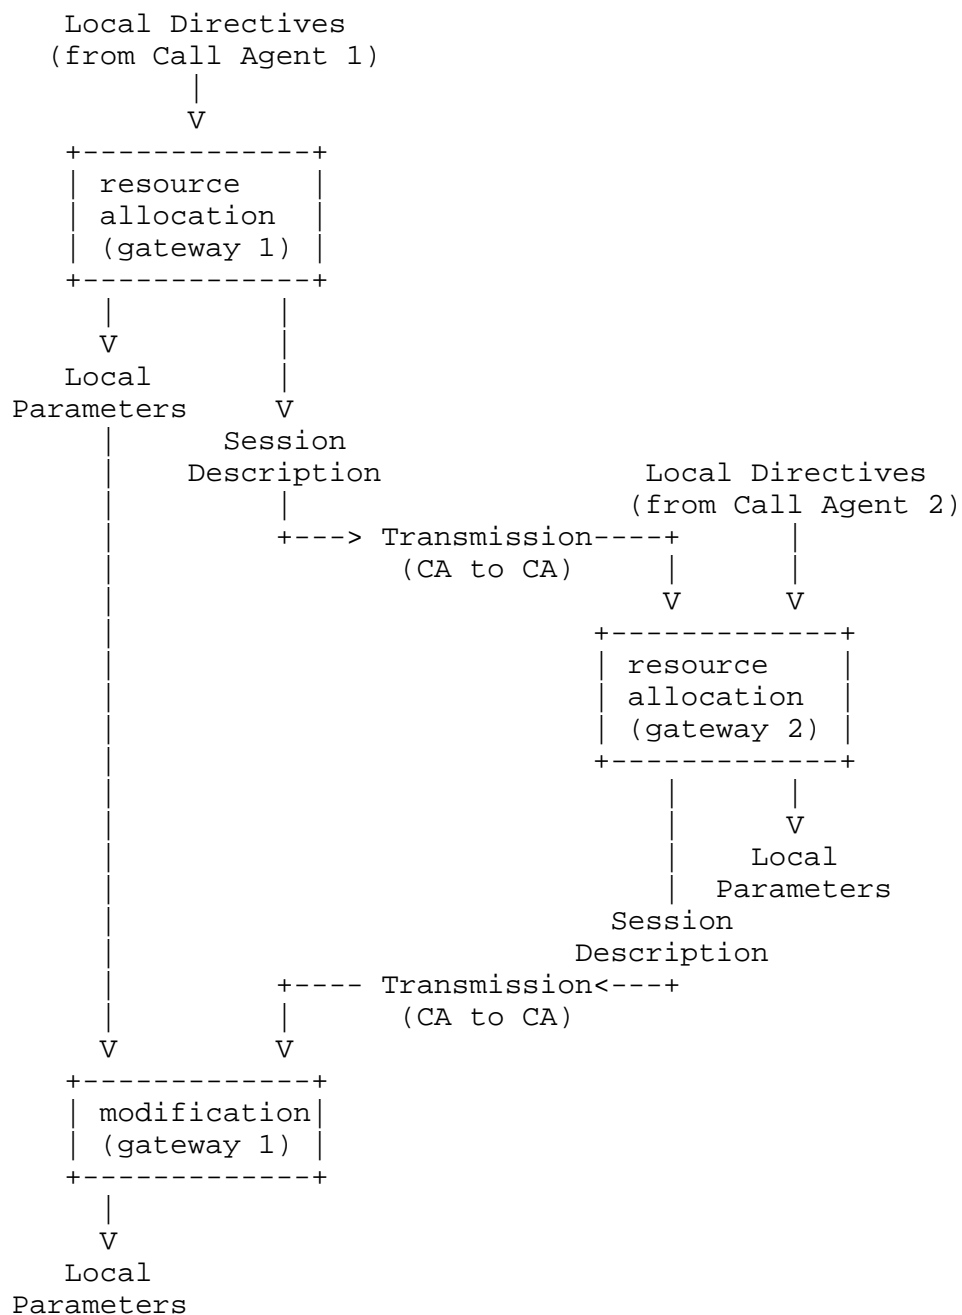 Local Directives
(from Call Agent 1)
|
V
+-------------+
| resource    |
| allocation  |
| (gateway 1) |
+-------------+
|          |
V          |
Local      |
Parameters     V
|      Session
|    Description     Local Directives
|          |         (from Call Agent 2)
|          +---> Transmission----+      |
|                (CA to CA)      |      |
|                                V      V
|                            +-------------+
|                            | resource    |
|                            | allocation  |
|                            | (gateway 2) |
|                            +-------------+
|                                |      |
|                                |      V
|                                |    Local
|                                |  Parameters
|                             Session
|                           Description
|          +---- Transmission<---+
|          |     (CA to CA)
V          V
+-------------+
| modification|
| (gateway 1) |
+-------------+
|
V
Local
Parameters